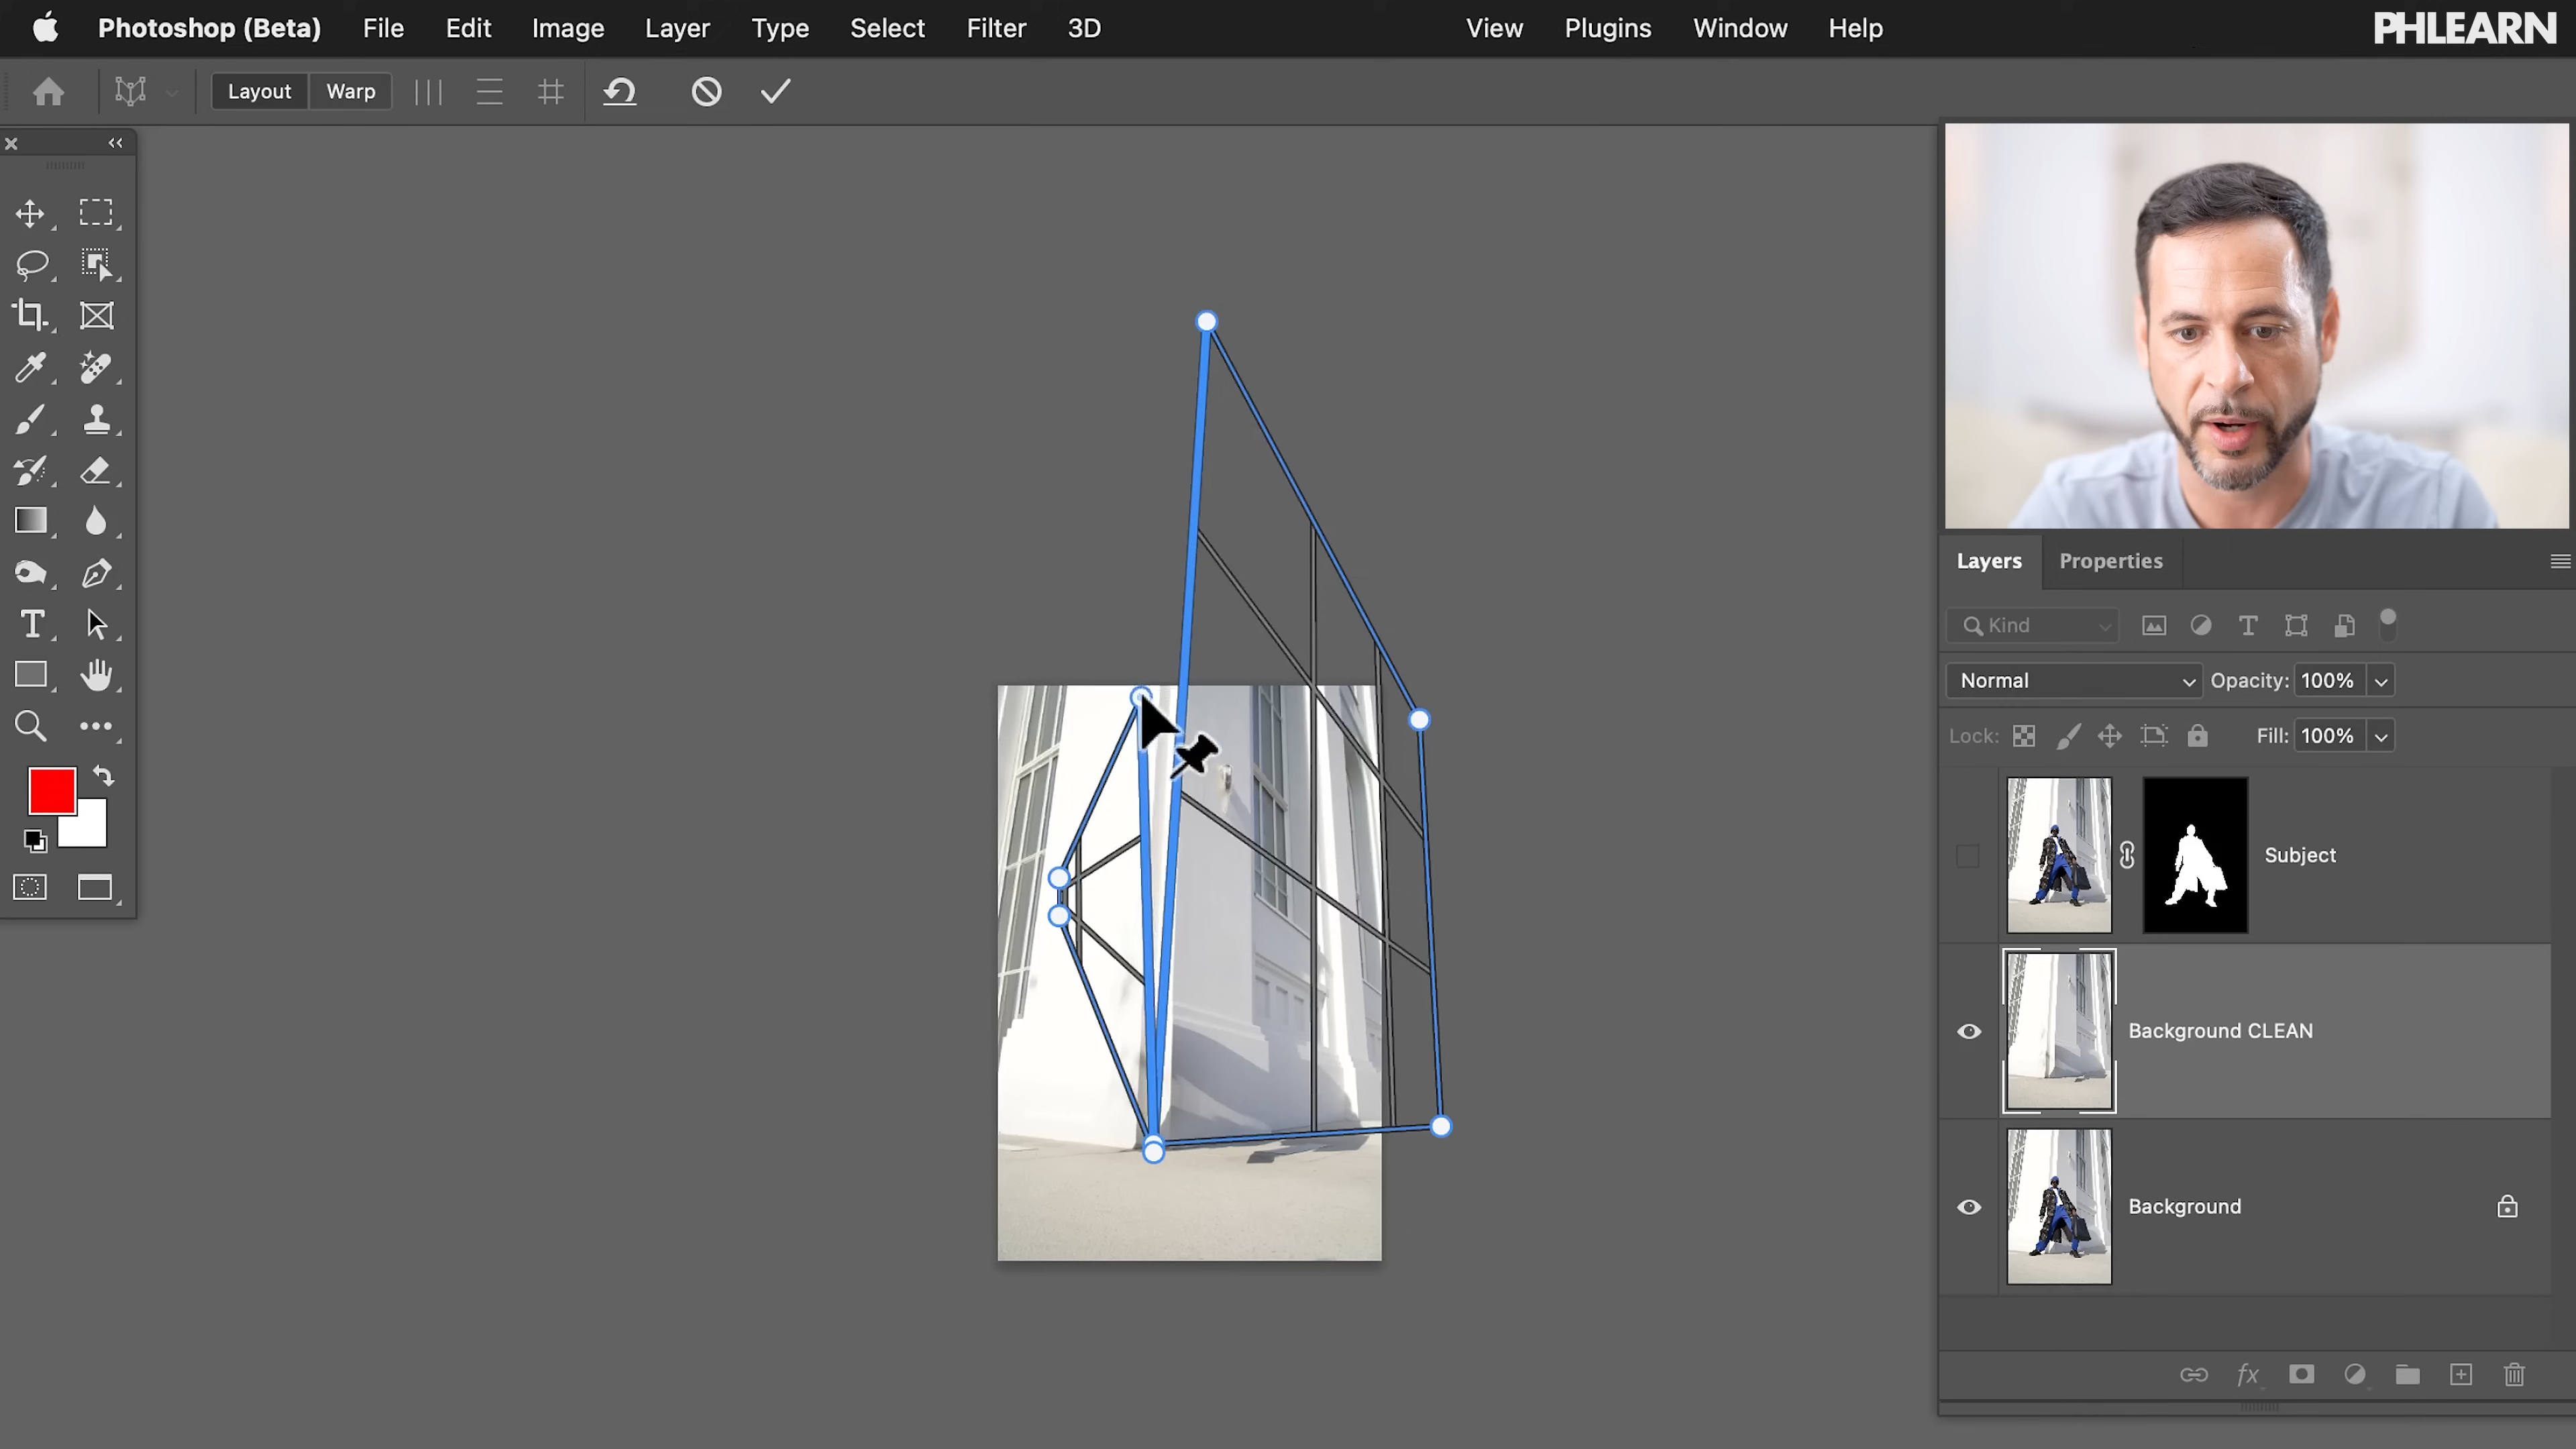 Photoshop (Beta) File Edit Image Layer Type Select Filter 3D View Plugins Window Help
PHLEARN
Layout Warp
Layers Properties
Kind
Normal Opacity: 100%
Lock: Fill: 100%
Subject
Background CLEAN
Background
fx